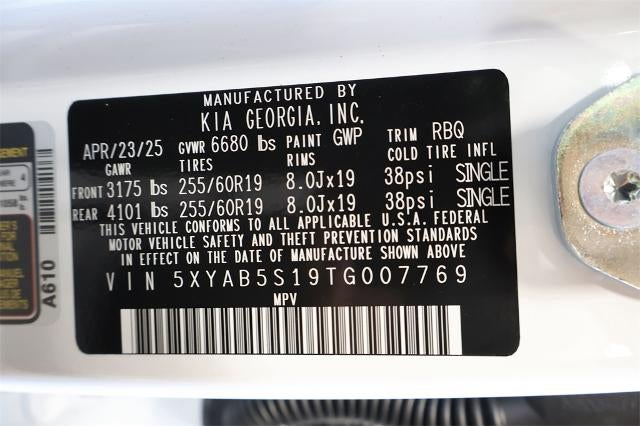 MANUFACTURED BY
KIA GEORGIA, INC.
APR/23/25 GVWR 6680 lbs PAINT GWP TRIM RBQ
GAWR TIRES RIMS COLD TIRE INFL
FRONT 3175 lbs 255/60R19 8.0Jx19 38psi SINGLE
REAR 4101 lbs 255/60R19 8.0Jx19 38psi SINGLE
THIS VEHICLE CONFORMS TO ALL APPLICABLE U.S.A. FEDERAL
MOTOR VEHICLE SAFETY AND THEFT PREVENTION STANDARDS
IN EFFECT ON THE DATE OF MANUFACTURE SHOWN ABOVE
VIN 5XYAB5S19TG007769
MPV
A610